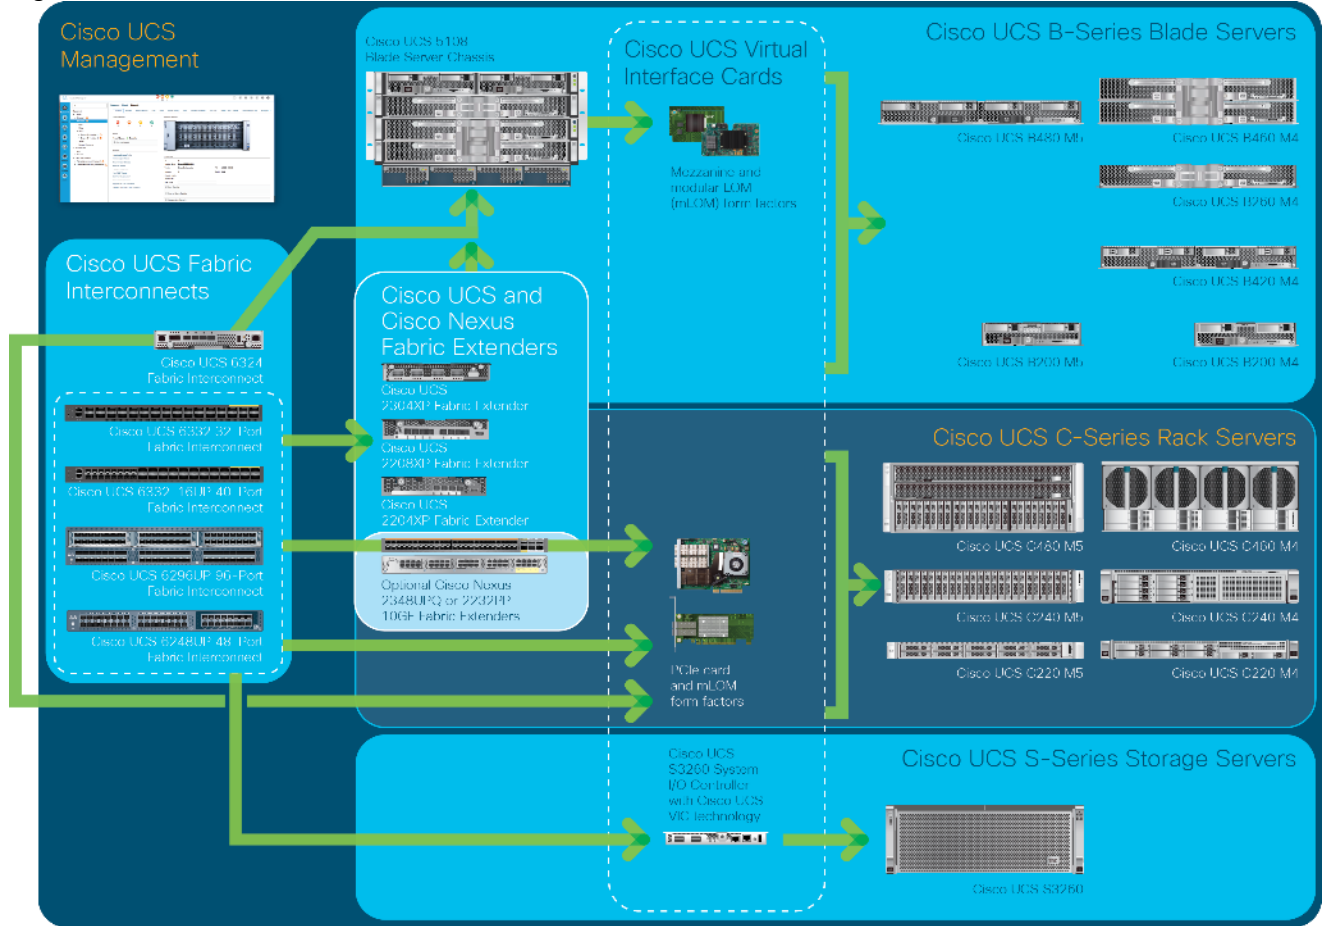 Cisco UCS
Management
Cisco UCS 5108
Blade Server Chassis
Cisco UCS Virtual
Interface Cards
Mezzanine and
modular LOM
(mLOM) form factors
Cisco UCS B-Series Blade Servers
Cisco UCS B480 M5
Cisco UCS B460 M4
Cisco UCS B260 M4
Cisco UCS B420 M4
Cisco UCS B200 M5
Cisco UCS B200 M4
Cisco UCS Fabric
Interconnects
Cisco UCS 6324
Fabric Interconnect
Cisco UCS 6332 32-Port
Fabric Interconnect
Cisco UCS 6332-16UP 40-Port
Fabric Interconnect
Cisco UCS 6296UP 96-Port
Fabric Interconnect
Cisco UCS 6248UP 48-Port
Fabric Interconnect
Cisco UCS and
Cisco Nexus
Fabric Extenders
Cisco UCS
2304XP Fabric Extender
Cisco UCS
2208XP Fabric Extender
Cisco UCS
2204XP Fabric Extender
Optional Cisco Nexus
2348UPQ or 2232PP
10GE Fabric Extenders
PCIe card
and mLOM
form factors
Cisco UCS C-Series Rack Servers
Cisco UCS C480 M5
Cisco UCS C460 M4
Cisco UCS C240 M5
Cisco UCS C240 M4
Cisco UCS C220 M5
Cisco UCS C220 M4
Cisco UCS
S3260 System
I/O Controller
with Cisco UCS
VIC Technology
Cisco UCS S-Series Storage Servers
Cisco UCS S3260